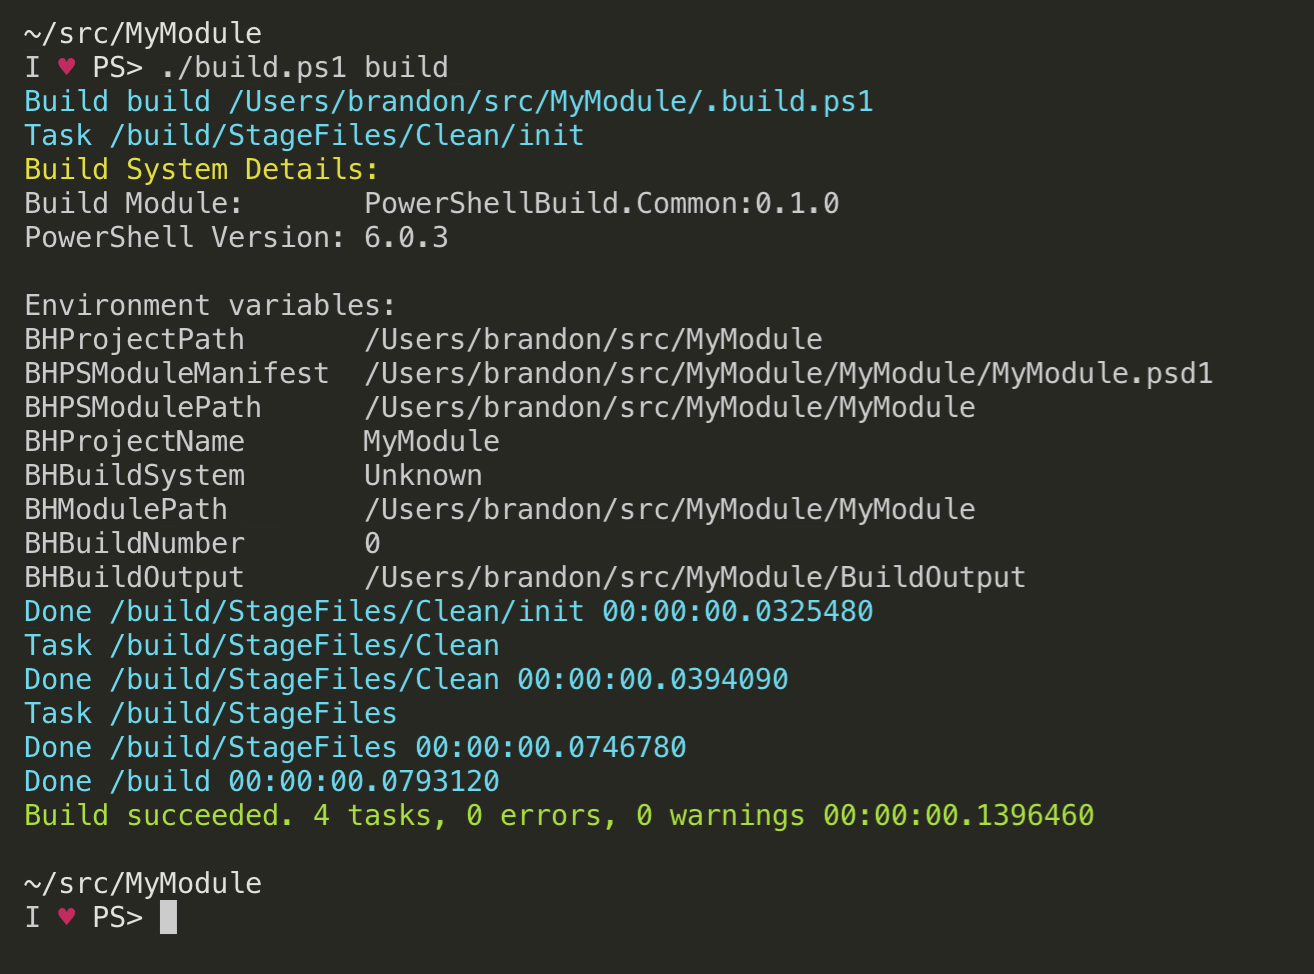 ~/src/MyModule
I ♥ PS> ./build.ps1 build
Build build /Users/brandon/src/MyModule/.build.ps1
Task /build/StageFiles/Clean/init
Build System Details:
Build Module:       PowerShellBuild.Common:0.1.0
PowerShell Version: 6.0.3

Environment variables:
BHProjectPath       /Users/brandon/src/MyModule
BHPSModuleManifest  /Users/brandon/src/MyModule/MyModule/MyModule.psd1
BHPSModulePath      /Users/brandon/src/MyModule/MyModule
BHProjectName       MyModule
BHBuildSystem       Unknown
BHModulePath        /Users/brandon/src/MyModule/MyModule
BHBuildNumber       0
BHBuildOutput       /Users/brandon/src/MyModule/BuildOutput
Done /build/StageFiles/Clean/init 00:00:00.0325480
Task /build/StageFiles/Clean
Done /build/StageFiles/Clean 00:00:00.0394090
Task /build/StageFiles
Done /build/StageFiles 00:00:00.0746780
Done /build 00:00:00.0793120
Build succeeded. 4 tasks, 0 errors, 0 warnings 00:00:00.1396460

~/src/MyModule
I ♥ PS>